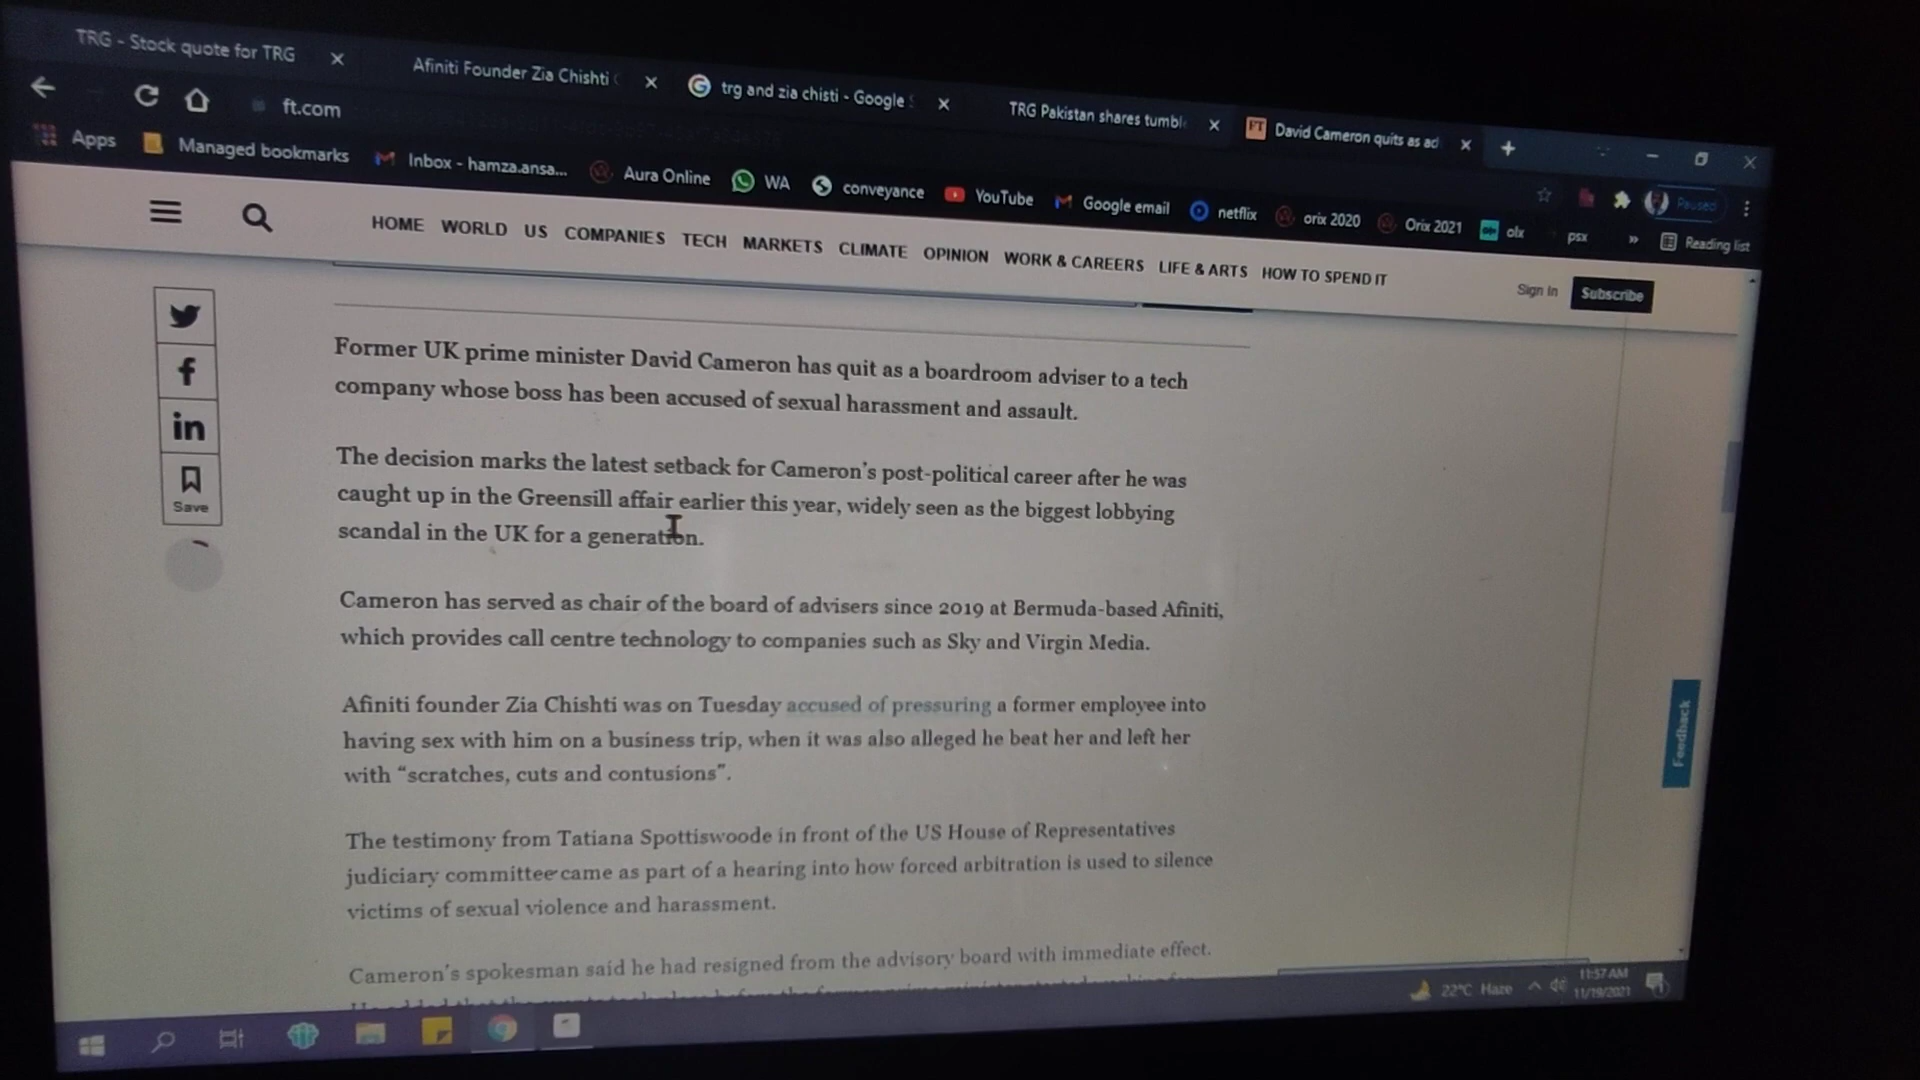 TRG - Stock quote for TRG
Afiniti Founder Zia Chishti
trg and zia chisti - Google
TRG Pakistan shares tumbl
FT
David Cameron quits as ad
ft.com
Paused
Apps
Managed bookmarks
Inbox - hamza.ansa...
Aura Online
WA
conveyance
YouTube
Google email
netflix
orix 2020
Orix 2021
olx
psx
»
Reading list
HOME WORLD US COMPANIES TECH MARKETS CLIMATE OPINION WORK & CAREERS LIFE & ARTS HOW TO SPEND IT
Sign In
Subscribe
Save
Former UK prime minister David Cameron has quit as a boardroom adviser to a tech
company whose boss has been accused of sexual harassment and assault.
The decision marks the latest setback for Cameron's post-political career after he was
caught up in the Greensill affair earlier this year, widely seen as the biggest lobbying
scandal in the UK for a generation.
Cameron has served as chair of the board of advisers since 2019 at Bermuda-based Afiniti,
which provides call centre technology to companies such as Sky and Virgin Media.
Afiniti founder Zia Chishti was on Tuesday accused of pressuring a former employee into
having sex with him on a business trip, when it was also alleged he beat her and left her
with “scratches, cuts and contusions”.
The testimony from Tatiana Spottiswoode in front of the US House of Representatives
judiciary committee came as part of a hearing into how forced arbitration is used to silence
victims of sexual violence and harassment.
Cameron's spokesman said he had resigned from the advisory board with immediate effect.
Feedback
22°C Haze
11:57 AM
11/19/2021